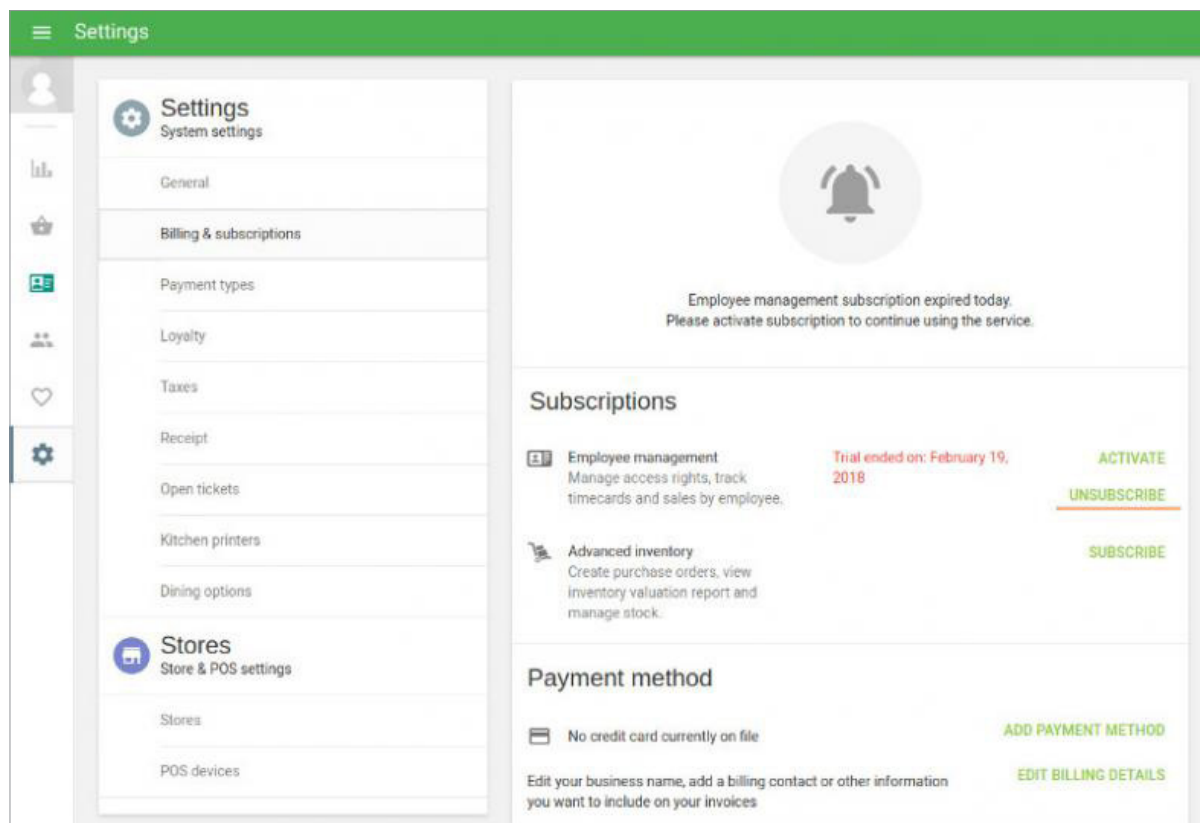 Settings
Settings
System settings
General
Billing & subscriptions
Payment types
Loyalty
Taxes
Receipt
Open tickets
Kitchen printers
Dining options
Stores
Store & POS settings
Stores
POS devices
Employee management subscription expired today.
Please activate subscription to continue using the service.
Subscriptions
Employee management
Manage access rights, track
timecards and sales by employee.
Trial ended on: February 19,
2018
ACTIVATE
UNSUBSCRIBE
Advanced inventory
Create purchase orders, view
inventory valuation report and
manage stock.
SUBSCRIBE
Payment method
No credit card currently on file
ADD PAYMENT METHOD
Edit your business name, add a billing contact or other information
you want to include on your invoices
EDIT BILLING DETAILS